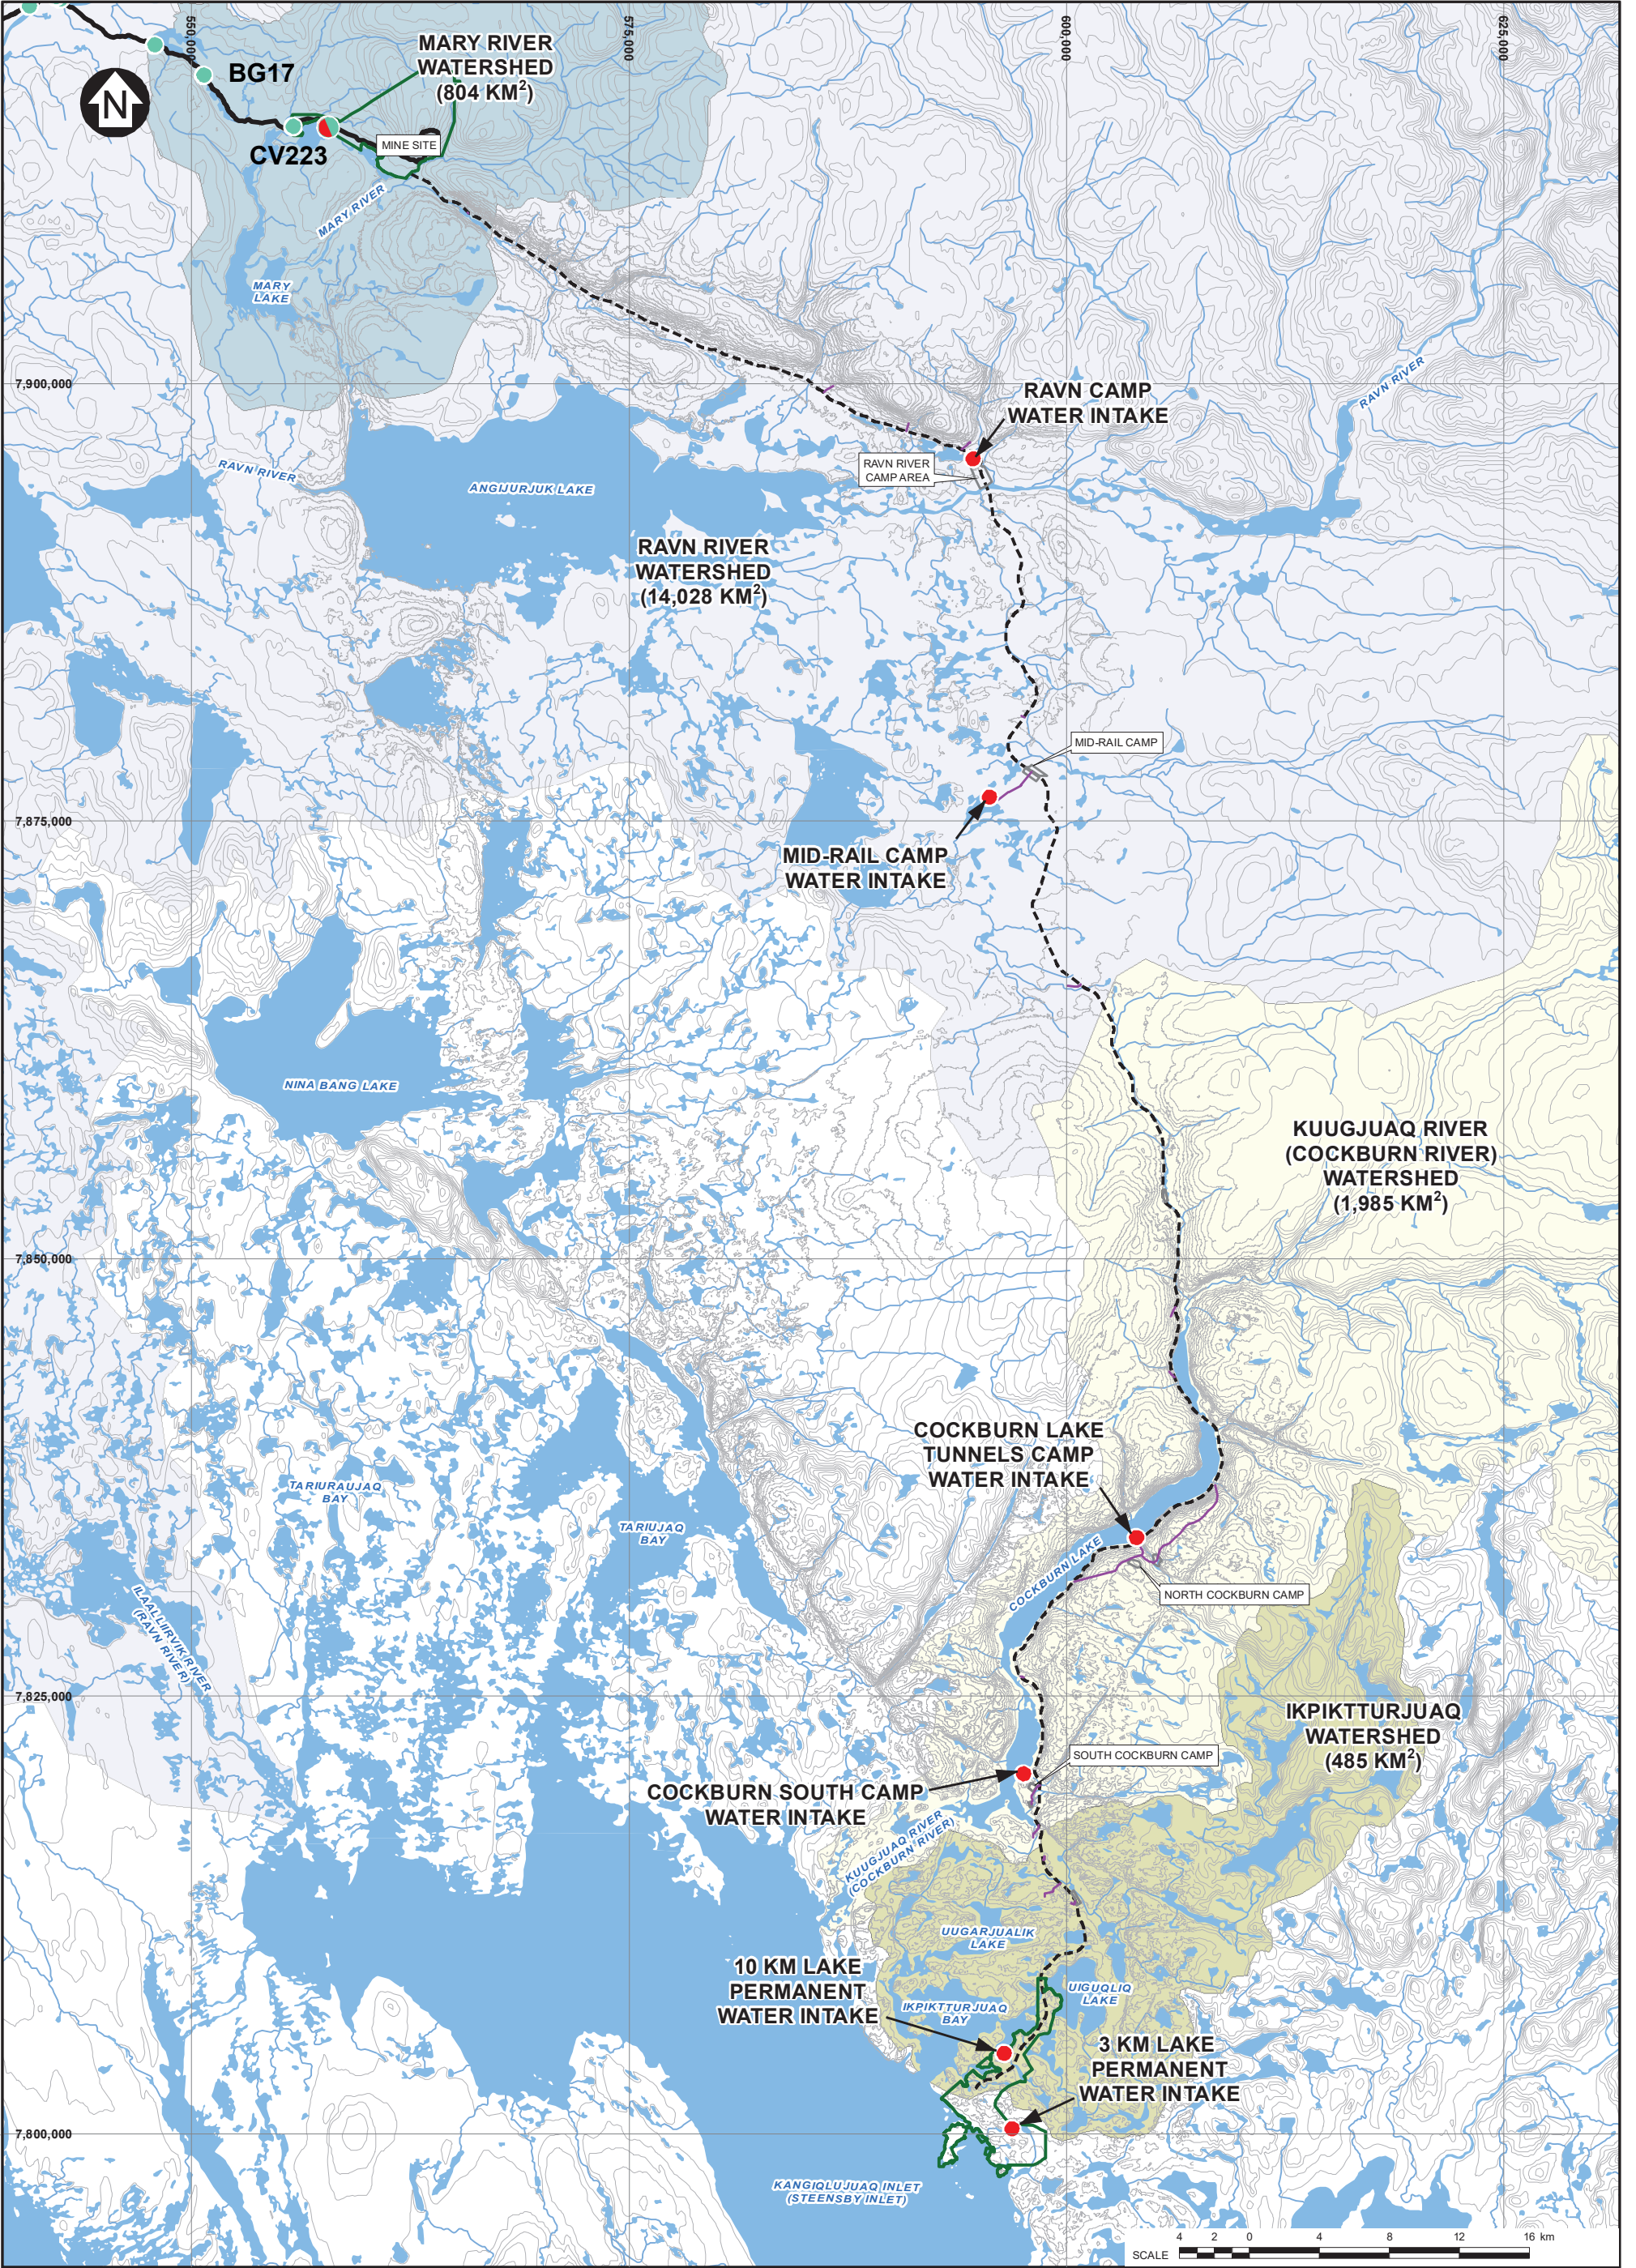 550,000
575,000
600,000
625,000
MARY RIVER
WATERSHED
(804 KM²)
BG17
N
CV223
MINE SITE
MARY RIVER
MARY
LAKE
7,900,000
RAVN CAMP
WATER INTAKE
RAVN RIVER
RAVN RIVER
CAMP AREA
RAVN RIVER
ANGIJURJUK LAKE
RAVN RIVER
WATERSHED
(14,028 KM²)
MID-RAIL CAMP
7,875,000
MID-RAIL CAMP
WATER INTAKE
NINA BANG LAKE
KUUGJUAQ RIVER
(COCKBURN RIVER)
WATERSHED
(1,985 KM²)
7,850,000
COCKBURN LAKE
TUNNELS CAMP
WATER INTAKE
TARIURAUJAQ
BAY
TARIUJAQ
BAY
COCKBURN LAKE
NORTH COCKBURN CAMP
ILAALLIIRVIK RIVER
(RAVN RIVER)
7,825,000
IKPIKTTURJUAQ
WATERSHED
(485 KM²)
SOUTH COCKBURN CAMP
COCKBURN SOUTH CAMP
WATER INTAKE
KUUGJUAQ RIVER
(COCKBURN RIVER)
UUGARJUALIK
LAKE
10 KM LAKE
PERMANENT
WATER INTAKE
UIGUQLIQ
LAKE
IKPIKTTURJUAQ
BAY
3 KM LAKE
PERMANENT
WATER INTAKE
7,800,000
KANGIQLUJUAQ INLET
(STEENSBY INLET)
4 2 0 4 8 12 16 km
SCALE